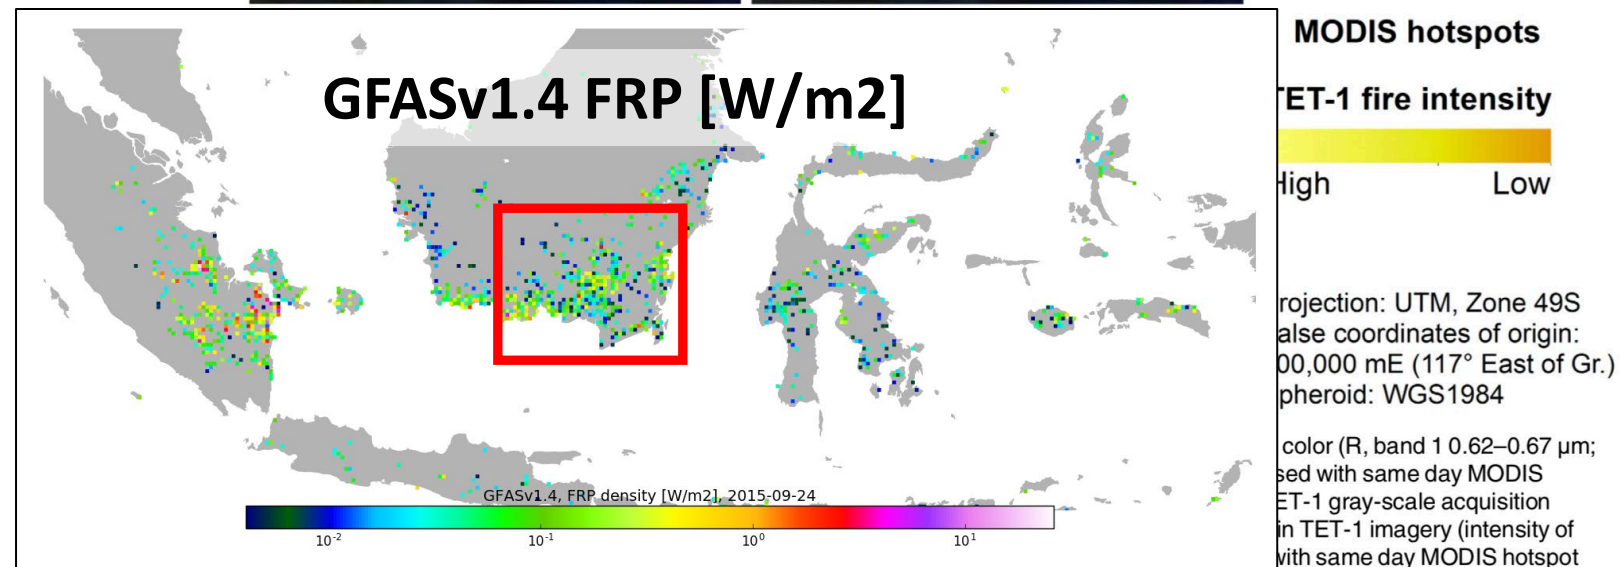 GFASv1.4 FRP [W/m2]
GFASv1.4, FRP density [W/m2], 2015-09-24
10⁻² 10⁻¹ 10⁰ 10¹
MODIS hotspots
TET-1 fire intensity
High Low
rojection: UTM, Zone 49S
alse coordinates of origin:
00,000 mE (117° East of Gr.)
pheroid: WGS1984
color (R, band 1 0.62–0.67 µm;
sed with same day MODIS
ET-1 gray-scale acquisition
in TET-1 imagery (intensity of
with same day MODIS hotspot